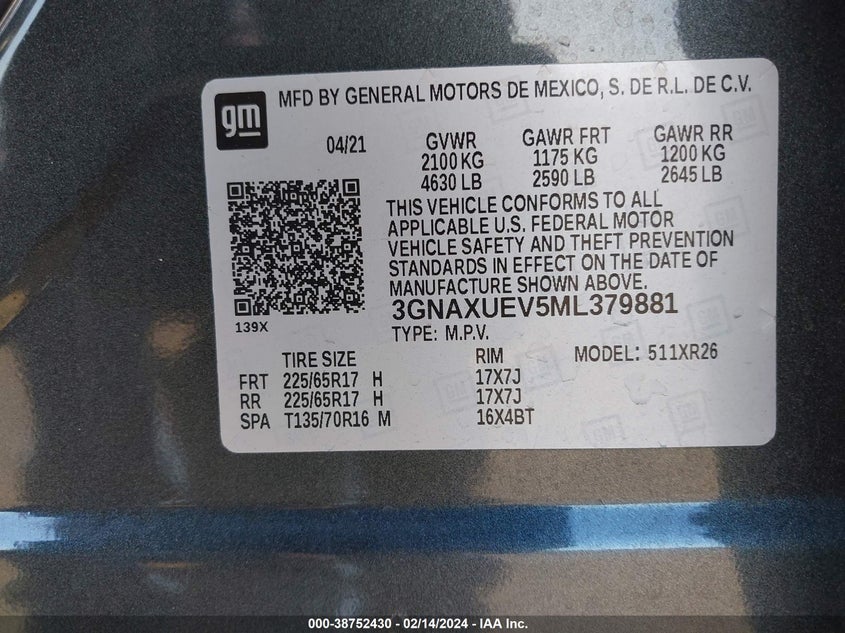 gm
MFD BY GENERAL MOTORS DE MEXICO, S. DE R.L. DE C.V.
04/21
GVWR GAWR FRT GAWR RR
2100 KG 1175 KG 1200 KG
4630 LB 2590 LB 2645 LB
THIS VEHICLE CONFORMS TO ALL
APPLICABLE U.S. FEDERAL MOTOR
VEHICLE SAFETY AND THEFT PREVENTION
STANDARDS IN EFFECT ON THE DATE OF
MANUFACTURE SHOWN ABOVE.
3GNAXUEV5ML379881
139X
TYPE: M.P.V.
TIRE SIZE RIM MODEL: 511XR26
FRT 225/65R17 H 17X7J
RR 225/65R17 H 17X7J
SPA T135/70R16 M 16X4BT
000-38752430 - 02/14/2024 - IAA Inc.